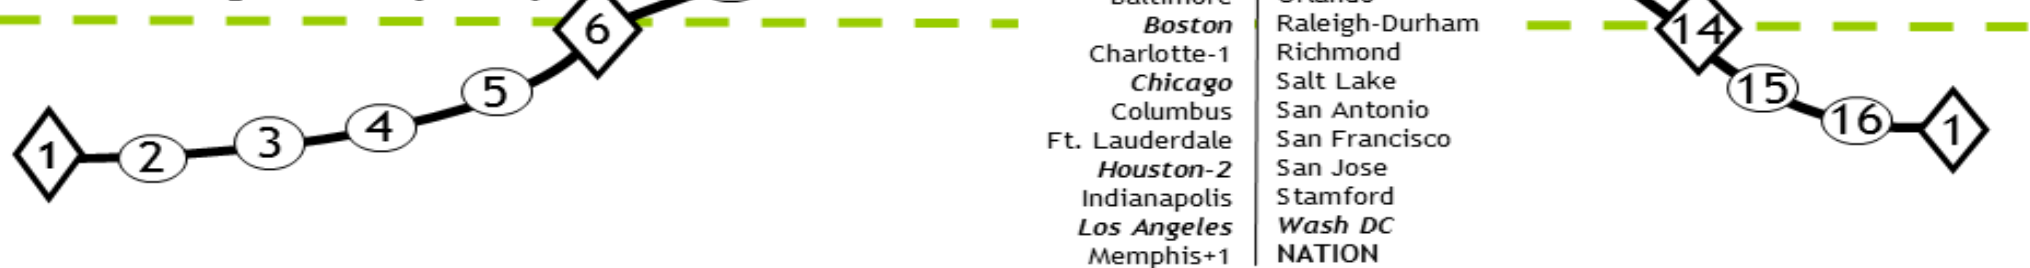 6
5
4
3
2
1
Boston
Charlotte-1
Chicago
Columbus
Ft. Lauderdale
Houston-2
Indianapolis
Los Angeles
Memphis+1
Raleigh-Durham
Richmond
Salt Lake
San Antonio
San Francisco
San Jose
Stamford
Wash DC
NATION
14
15
16
1